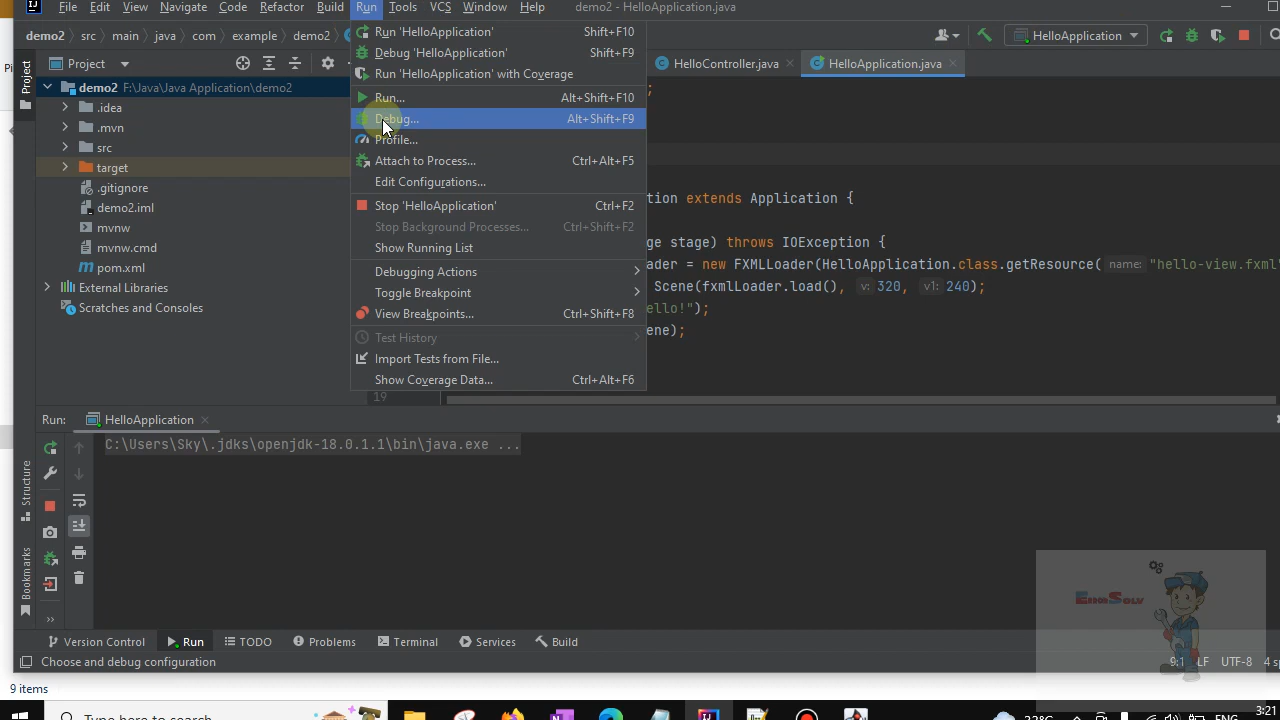 File Edit View Navigate Code Refactor Build Run Tools VCS Window Help demo2 - HelloApplication.java
demo2 src main java com example demo2 HelloApplication
Project
HelloController.java HelloApplication.java
Run 'HelloApplication' Shift+F10
Debug 'HelloApplication' Shift+F9
Run 'HelloApplication' with Coverage
Run... Alt+Shift+F10
Debug... Alt+Shift+F9
Profile...
Attach to Process... Ctrl+Alt+F5
Edit Configurations...
Stop 'HelloApplication' Ctrl+F2
Stop Background Processes... Ctrl+Shift+F2
Show Running List
Debugging Actions
Toggle Breakpoint
View Breakpoints... Ctrl+Shift+F8
Test History
Import Tests from File...
Show Coverage Data... Ctrl+Alt+F6
Project
demo2 F:\Java\Java Application\demo2
.idea
.mvn
src
target
.gitignore
demo2.iml
mvnw
mvnw.cmd
pom.xml
External Libraries
Scratches and Consoles
;
tion extends Application {
ge stage) throws IOException {
ader = new FXMLLoader(HelloApplication.class.getResource( name: "hello-view.fxml"
Scene(fxmlLoader.load(), v: 320, v1: 240);
ello!");
ene);
19
Run: HelloApplication
C:\Users\Sky\.jdks\openjdk-18.0.1.1\bin\java.exe ...
Structure
Bookmarks
Version Control Run TODO Problems Terminal Services Build
Choose and debug configuration
9:1 LF UTF-8 4 sp
ErrorSolv
9 items
Type here to search
32°C ENG 3:21